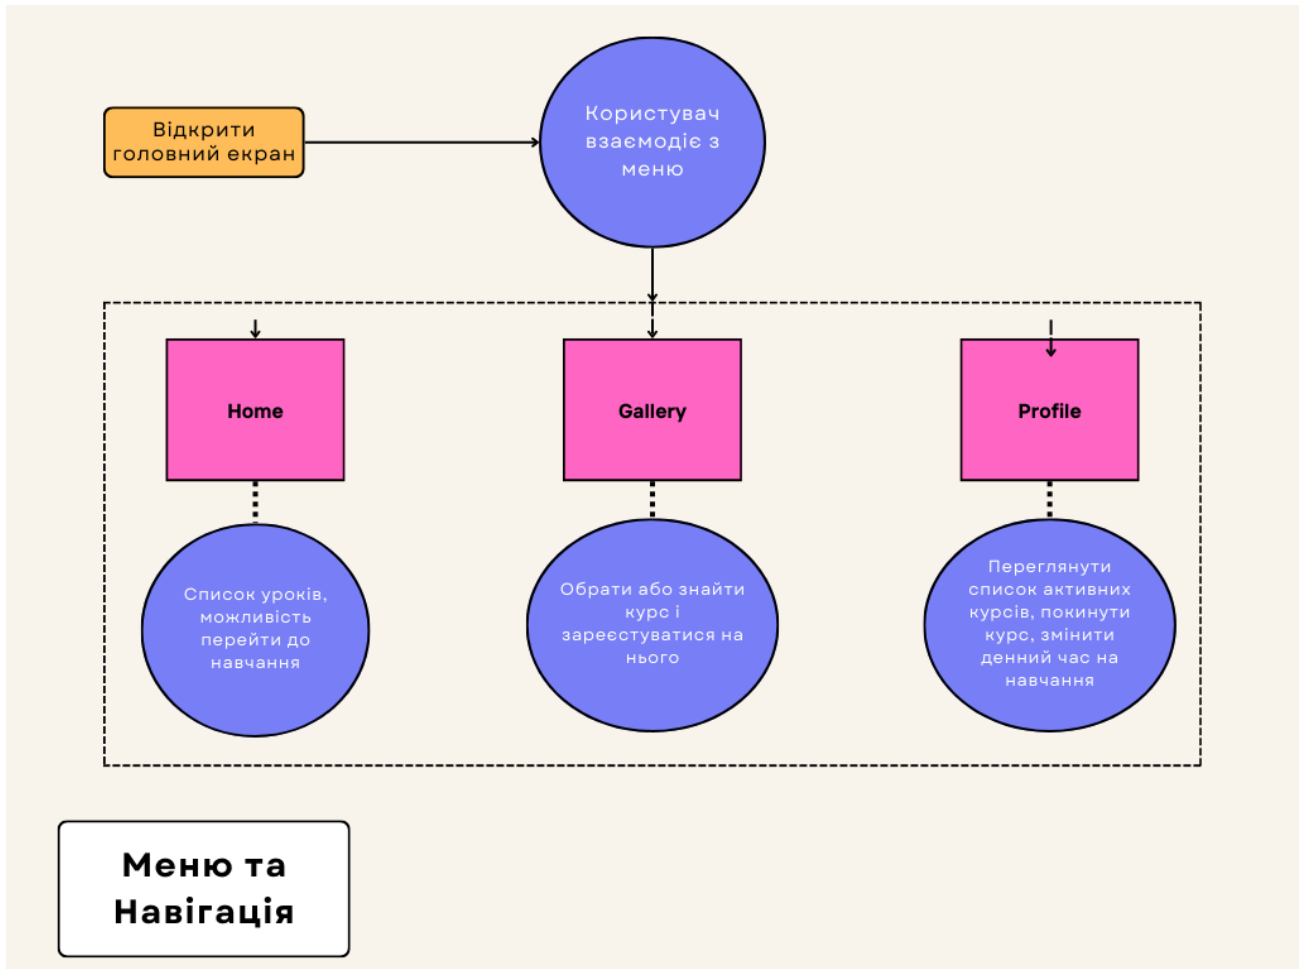 Відкрити
головний екран
Користувач
взаємодіє з
меню
Home
Gallery
Profile
Список уроків,
можливість
перейти до
навчання
Обрати або знайти
курс і
зареєстуватися на
нього
Переглянути
список активних
курсів, покинути
курс, змінити
денний час на
навчання
Меню та
Навігація